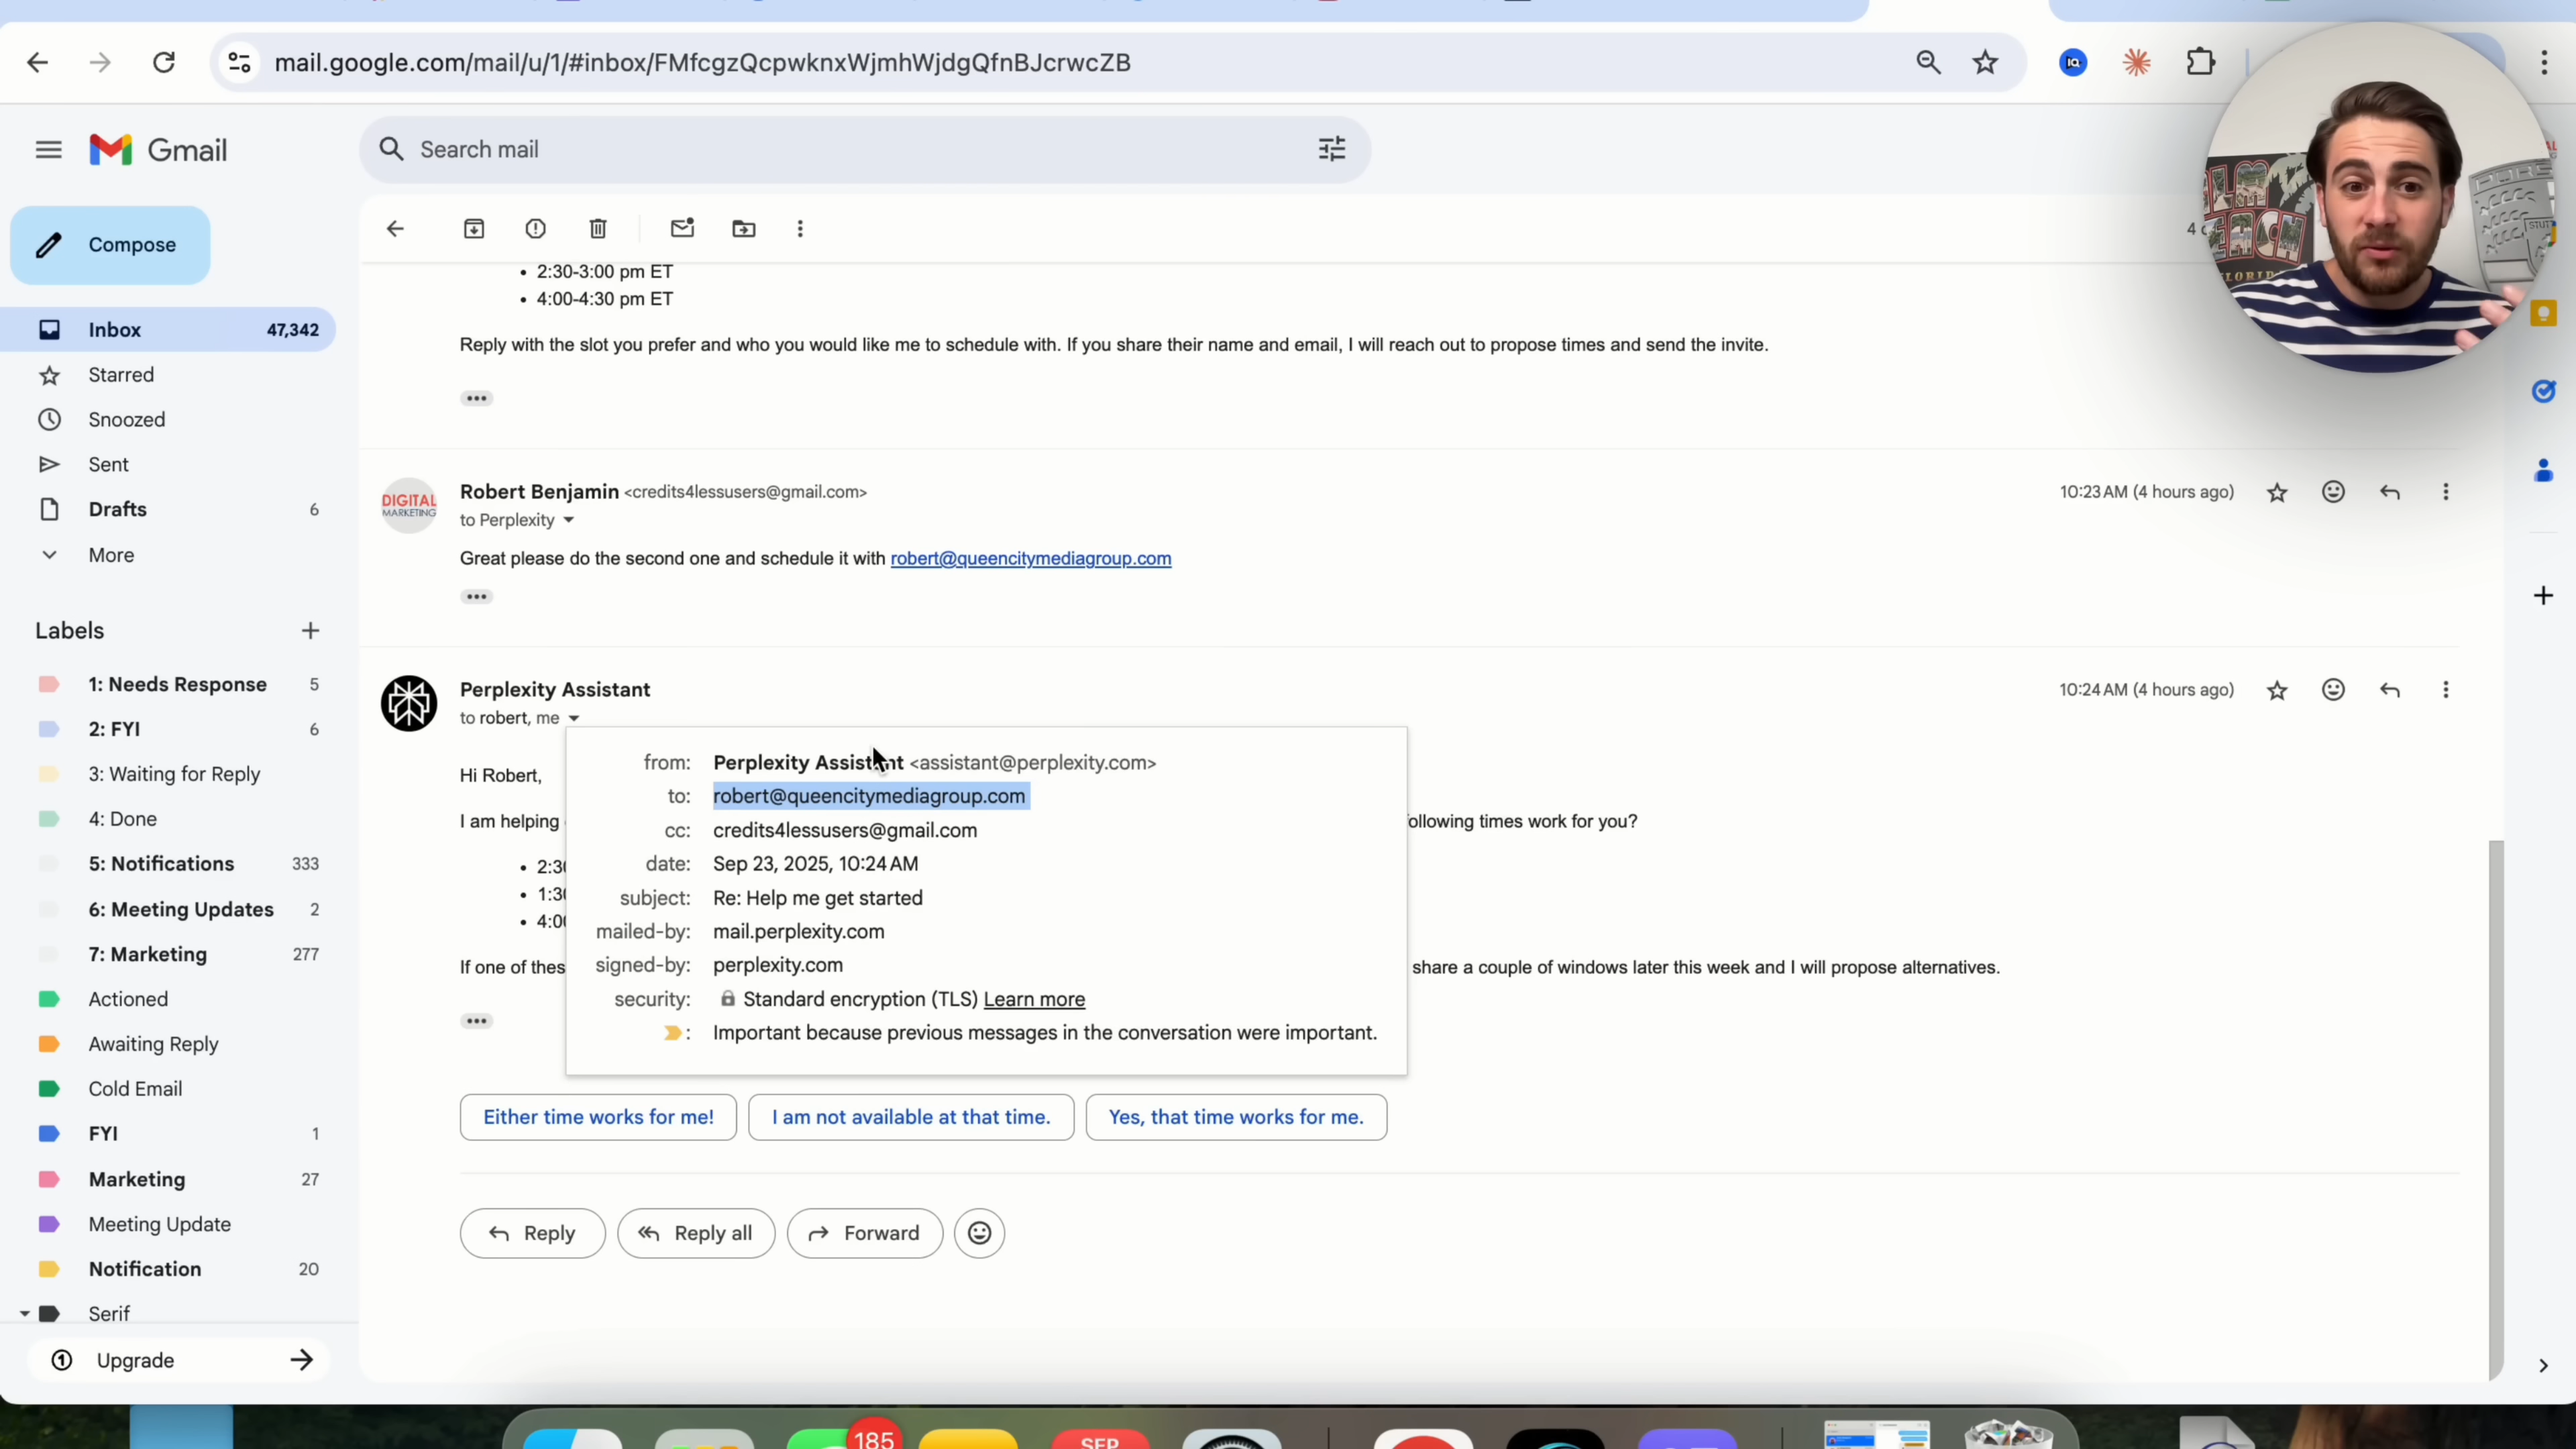 mail.google.com/mail/u/1/#inbox/FMfcgzQcpwknxWjmhWjdgQfnBJcrwcZB
Gmail
Search mail
Compose
Inbox 47,342
Starred
Snoozed
Sent
Drafts 6
More
Labels
1: Needs Response 5
2: FYI 6
3: Waiting for Reply
4: Done
5: Notifications 333
6: Meeting Updates 2
7: Marketing 277
Actioned
Awaiting Reply
Cold Email
FYI 1
Marketing 27
Meeting Update
Notification 20
Serif
Upgrade
• 2:30-3:00 pm ET
• 4:00-4:30 pm ET
Reply with the slot you prefer and who you would like me to schedule with. If you share their name and email, I will reach out to propose times and send the invite.
DIGITAL
MARKETING
Robert Benjamin <credits4lessusers@gmail.com> 10:23 AM (4 hours ago)
to Perplexity
Great please do the second one and schedule it with robert@queencitymediagroup.com
Perplexity Assistant 10:24 AM (4 hours ago)
to robert, me
from: Perplexity Assistant <assistant@perplexity.com>
to: robert@queencitymediagroup.com
cc: credits4lessusers@gmail.com
date: Sep 23, 2025, 10:24 AM
subject: Re: Help me get started
mailed-by: mail.perplexity.com
signed-by: perplexity.com
security: Standard encryption (TLS) Learn more
: Important because previous messages in the conversation were important.
Hi Robert,
I am helping ollowing times work for you?
• 2:30
• 1:30
• 4:00
If one of thes share a couple of windows later this week and I will propose alternatives.
Either time works for me! I am not available at that time. Yes, that time works for me.
Reply Reply all Forward
185
SEP